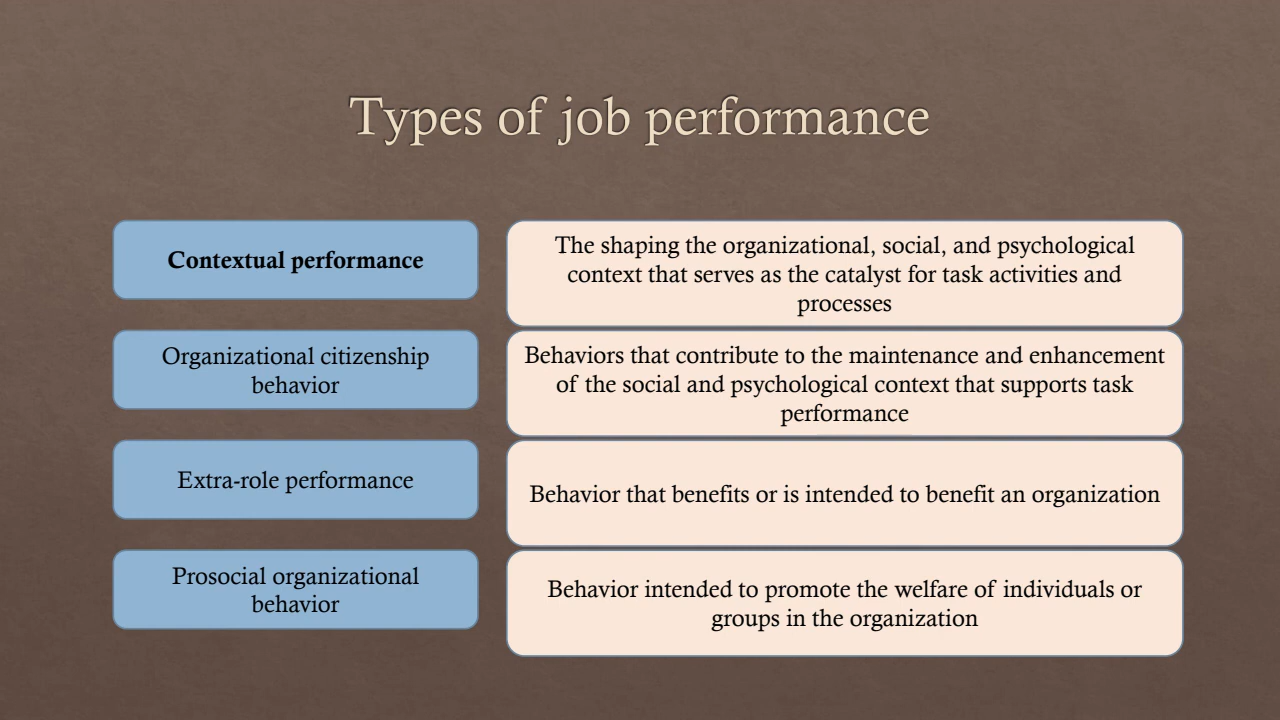 Types of job performance
Contextual performance
The shaping the organizational, social, and psychological
context that serves as the catalyst for task activities and
processes
Organizational citizenship
behavior
Behaviors that contribute to the maintenance and enhancement
of the social and psychological context that supports task
performance
Extra-role performance
Behavior that benefits or is intended to benefit an organization
Prosocial organizational
behavior
Behavior intended to promote the welfare of individuals or
groups in the organization